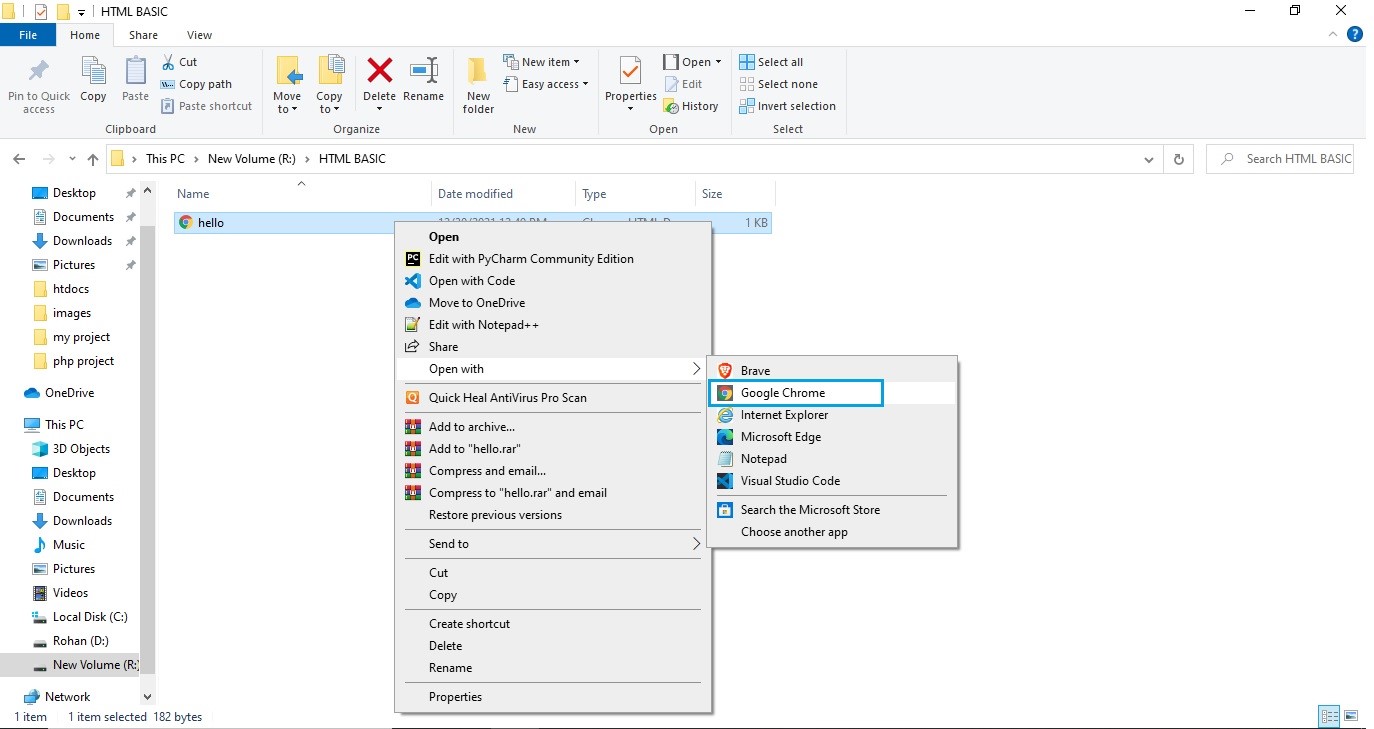 HTML BASIC
File Home Share View
Pin to Quick access
Copy
Paste
Cut
Copy path
Paste shortcut
Clipboard
Move to
Copy to
Delete
Rename
Organize
New folder
New item
Easy access
New
Properties
Open
Edit
History
Open
Select all
Select none
Invert selection
Select
This PC > New Volume (R:) > HTML BASIC
Search HTML BASIC
Desktop
Documents
Downloads
Pictures
htdocs
images
my project
php project
OneDrive
This PC
3D Objects
Desktop
Documents
Downloads
Music
Pictures
Videos
Local Disk (C:)
Rohan (D:)
New Volume (R:)
Network
Name Date modified Type Size
hello 1 KB
Open
PC Edit with PyCharm Community Edition
Open with Code
Move to OneDrive
Edit with Notepad++
Share
Open with
Quick Heal AntiVirus Pro Scan
Add to archive...
Add to "hello.rar"
Compress and email...
Compress to "hello.rar" and email
Restore previous versions
Send to
Cut
Copy
Create shortcut
Delete
Rename
Properties
Brave
Google Chrome
Internet Explorer
Microsoft Edge
Notepad
Visual Studio Code
Search the Microsoft Store
Choose another app
1 item 1 item selected 182 bytes